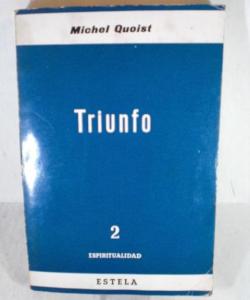 Michel Quoist
Triunfo
2
ESPIRITUALIDAD
ESTELA